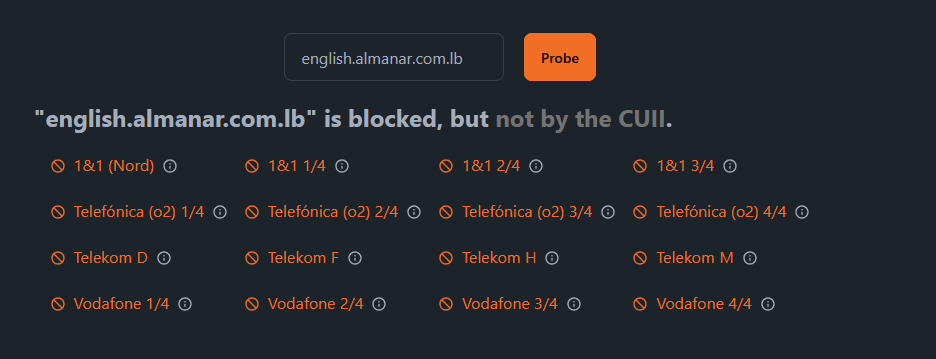 english.almanar.com.lb Probe
"english.almanar.com.lb" is blocked, but not by the CUII.
1&1 (Nord) 1&1 1/4 1&1 2/4 1&1 3/4
Telefónica (o2) 1/4 Telefónica (o2) 2/4 Telefónica (o2) 3/4 Telefónica (o2) 4/4
Telekom D Telekom F Telekom H Telekom M
Vodafone 1/4 Vodafone 2/4 Vodafone 3/4 Vodafone 4/4